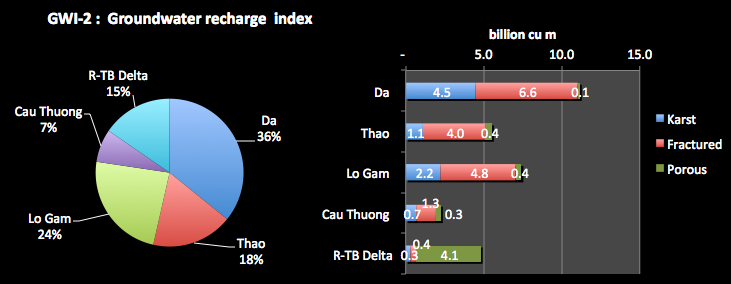 GWI-2 : Groundwater recharge index
R-TB Delta
15%
Cau Thuong
7%
Da
36%
Lo Gam
24%
Thao
18%
billion cu m
- 5.0 10.0 15.0
Da 4.5 6.6 0.1
Thao 1.1 4.0 0.4
Lo Gam 2.2 4.8 0.4
Cau Thuong 0.7 1.3 0.3
R-TB Delta 0.3 0.4 4.1
Karst
Fractured
Porous